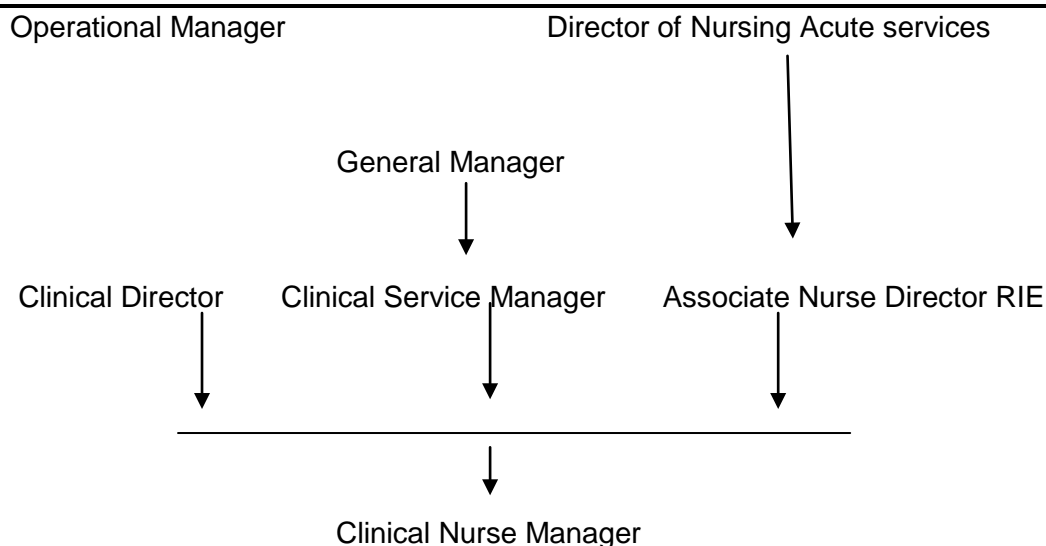 Operational Manager Director of Nursing Acute services
General Manager
Clinical Director Clinical Service Manager Associate Nurse Director RIE
Clinical Nurse Manager